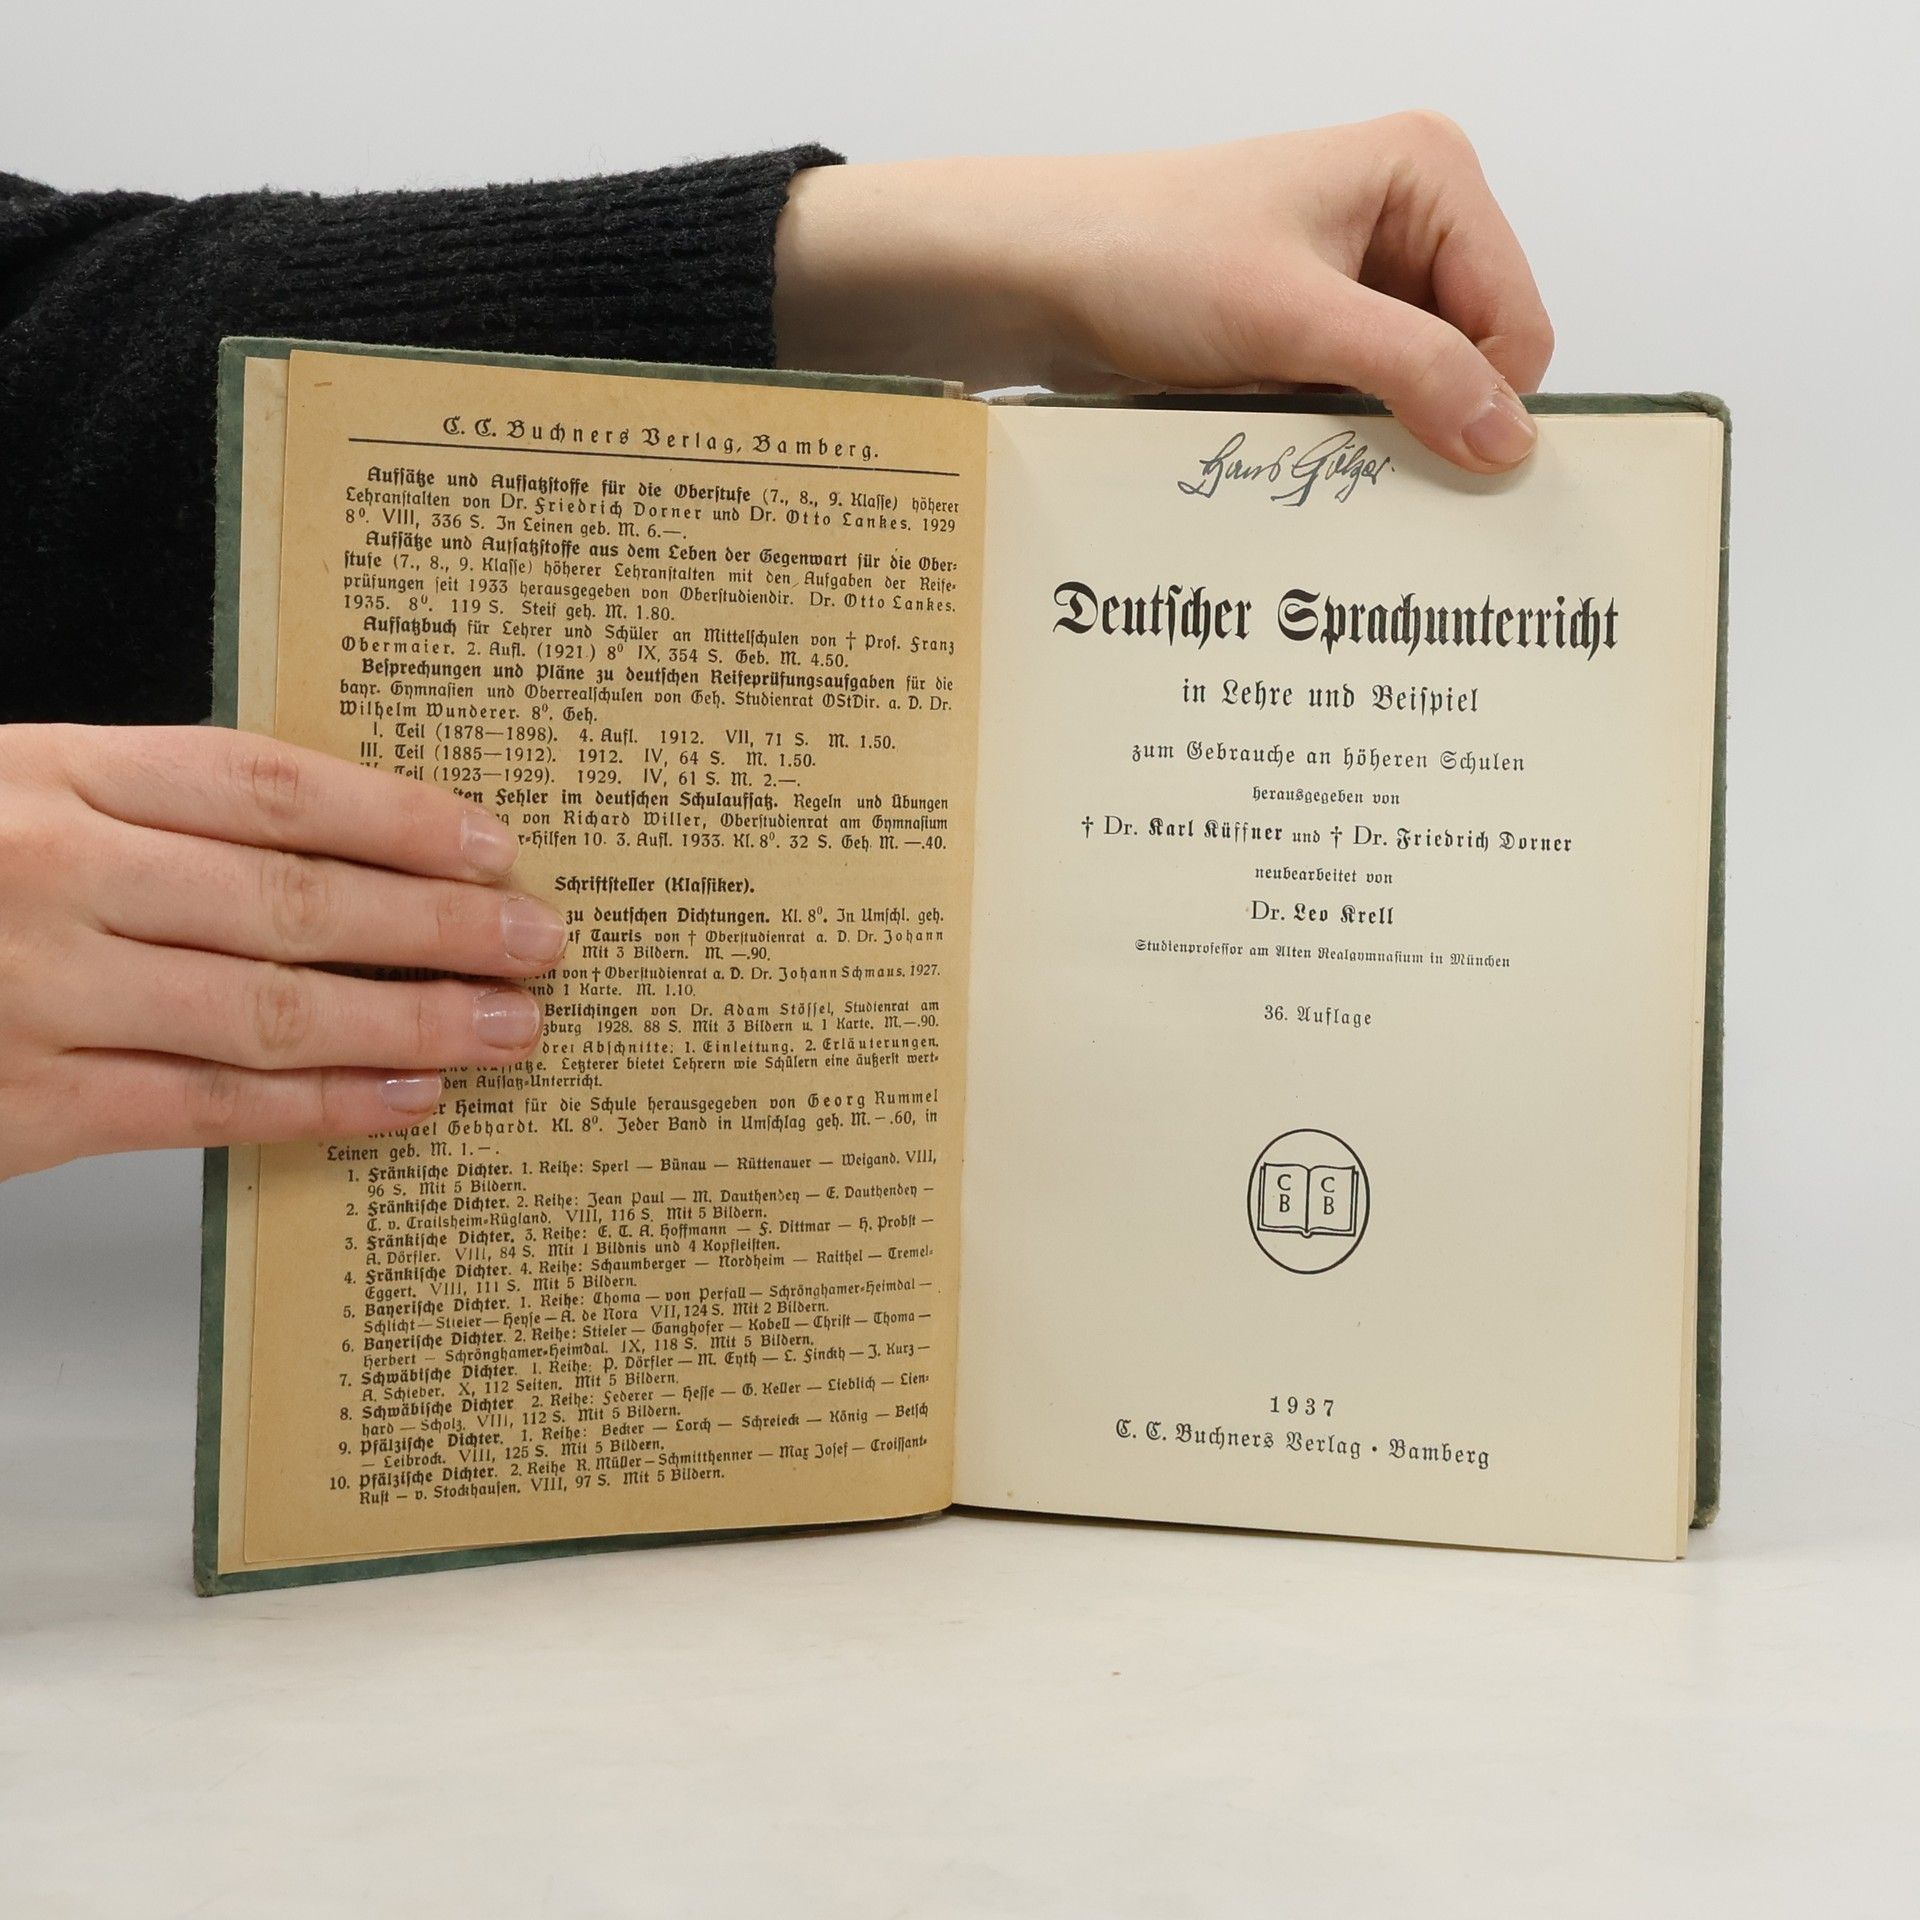 C. C. Buchners Verlag, Bamberg.
Aufsätze und Aufsatzstoffe für die Oberstufe (7., 8., 9. Klasse) höherer
Lehranstalten von Dr. Friedrich Dorner und Dr. Otto Lankes. 1929
8⁰. VIII, 336 S. In Leinen geb. M. 6.—.
Aufsätze und Aufsatzstoffe aus dem Leben der Gegenwart für die Ober-
stufe (7., 8., 9. Klasse) höherer Lehranstalten mit den Aufgaben der Reife-
prüfungen seit 1933 herausgegeben von Oberstudiendir. Dr. Otto Lankes.
1935. 8⁰. 119 S. Steif geh. M. 1.80.
Aufsatzbuch für Lehrer und Schüler an Mittelschulen von † Prof. Franz
Obermaier. 2. Aufl. (1921.) 8⁰ IX, 354 S. Geb. M. 4.50.
Besprechungen und Pläne zu deutschen Reifeprüfungsaufgaben für die
bayr. Gymnasien und Oberrealschulen von Geh. Studienrat OStDir. a. D. Dr.
Wilhelm Wunderer. 8⁰. Geh.
I. Teil (1878—1898). 4. Aufl. 1912. VII, 71 S. M. 1.50.
III. Teil (1885—1912). 1912. IV, 64 S. M. 1.50.
Teil (1923—1929). 1929. IV, 61 S. M. 2.—.
Fehler im deutschen Schulaufsatz. Regeln und Übungen
von Richard Willer, Oberstudienrat am Gymnasium
Hilfen 10. 3. Aufl. 1933. Kl. 8⁰. 32 S. Geh. M. —.40.
Schriftsteller (Klassiker).
zu deutschen Dichtungen. Kl. 8⁰. In Umschl. geh.
Tauris von † Oberstudienrat a. D. Dr. Johann
Mit 3 Bildern. M. —.90.
von † Oberstudienrat a. D. Dr. Johann Schmaus. 1927.
und 1 Karte. M. 1.10.
Berlichingen von Dr. Adam Stössel, Studienrat am
1928. 88 S. Mit 3 Bildern u. 1 Karte. M.—.90.
drei Abschnitte: 1. Einleitung. 2. Erläuterungen.
Letzterer bietet Lehrern wie Schülern eine äußerst wert-
den Aufsatz-Unterricht.
Heimat für die Schule herausgegeben von Georg Rummel
Gebhardt. Kl. 8⁰. Jeder Band in Umschlag geh. M.—.60, in
Leinen geb. M. 1.—.
1. Fränkische Dichter. 1. Reihe: Sperl — Bünau — Rüttenauer — Weigand. VIII,
96 S. Mit 5 Bildern.
2. Fränkische Dichter. 2. Reihe: Jean Paul — M. Dauthendey — E. Dauthendey —
C. v. Crailsheim-Rügland. VIII, 116 S. Mit 5 Bildern.
3. Fränkische Dichter. 3. Reihe: E. T. A. Hoffmann — F. Dittmar — H. Probst —
A. Dörfler. VIII, 84 S. Mit 1 Bildnis und 4 Kopfleisten.
4. Fränkische Dichter. 4. Reihe: Schaumberger — Nordheim — Raithel — Tremel-
Eggert. VIII, 111 S. Mit 5 Bildern.
5. Bayerische Dichter. 1. Reihe: Thoma — von Perfall — Schrönghamer-Heimdal —
Schlicht — Stieler — Heyse — A. de Nora VII, 124 S. Mit 2 Bildern.
6. Bayerische Dichter. 2. Reihe: Stieler — Ganghofer — Kobell — Christ — Thoma —
Herbert — Schrönghamer-Heimdal. IX, 118 S. Mit 5 Bildern.
7. Schwäbische Dichter. 1. Reihe: P. Dörfler — M. Eyth — L. Finckh — J. Kurz —
A. Schieber. X, 112 Seiten. Mit 5 Bildern.
8. Schwäbische Dichter 2. Reihe: Federer — Hesse — G. Keller — Lieblich — Lien-
hard — Scholz. VIII, 112 S. Mit 5 Bildern.
9. Pfälzische Dichter. 1. Reihe: Becker — Lorch — Schreieck — König — Betsch
— Leibrock. VIII, 125 S. Mit 5 Bildern.
10. Pfälzische Dichter. 2. Reihe R. Müller — Schmitthenner — Max Josef — Croissant-
Rust — v. Stockhausen. VIII, 97 S. Mit 5 Bildern.
Hans Gölzer.
Deutscher Sprachunterricht
in Lehre und Beispiel
zum Gebrauche an höheren Schulen
herausgegeben von
† Dr. Karl Küffner und † Dr. Friedrich Dorner
neubearbeitet von
Dr. Leo Krell
Studienprofessor am Alten Realgymnasium in München
36. Auflage
C C
B B
1937
C. C. Buchners Verlag • Bamberg